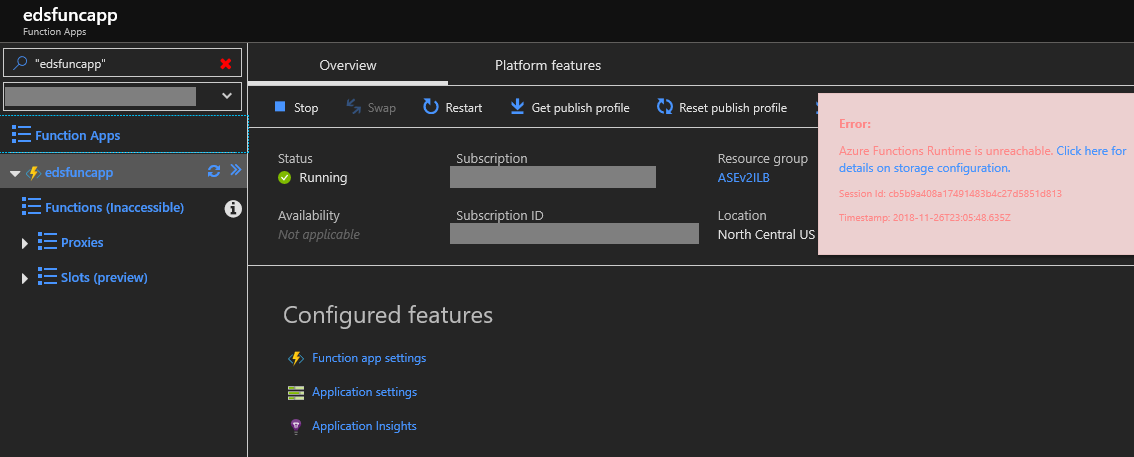 edsfuncapp
Function Apps
"edsfuncapp"
Function Apps
edsfuncapp
Functions (Inaccessible)
Proxies
Slots (preview)
Overview
Platform features
Stop
Swap
Restart
Get publish profile
Reset publish profile
Status
Running
Subscription
Resource group
ASEv2ILB
Availability
Not applicable
Subscription ID
Location
North Central US
Error:
Azure Functions Runtime is unreachable. Click here for
details on storage configuration.
Session Id: cb5b9a408a17491483b4c27d5851d813
Timestamp: 2018-11-26T23:05:48.635Z
Configured features
Function app settings
Application settings
Application Insights